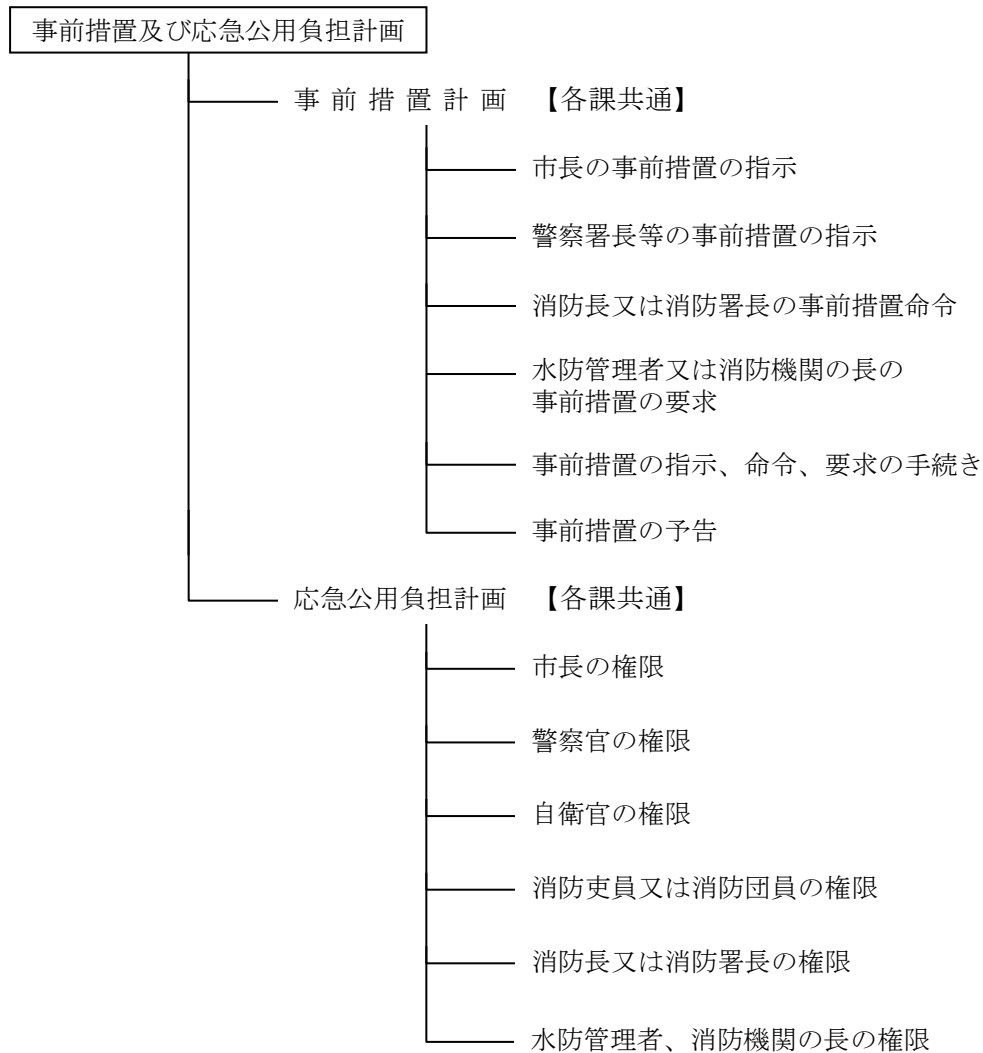 事前措置及び応急公用負担計画
事前措置計画 【各課共通】
市長の事前措置の指示
警察署長等の事前措置の指示
消防長又は消防署長の事前措置命令
水防管理者又は消防機関の長の
事前措置の要求
事前措置の指示、命令、要求の手続き
事前措置の予告
応急公用負担計画 【各課共通】
市長の権限
警察官の権限
自衛官の権限
消防吏員又は消防団員の権限
消防長又は消防署長の権限
水防管理者、消防機関の長の権限